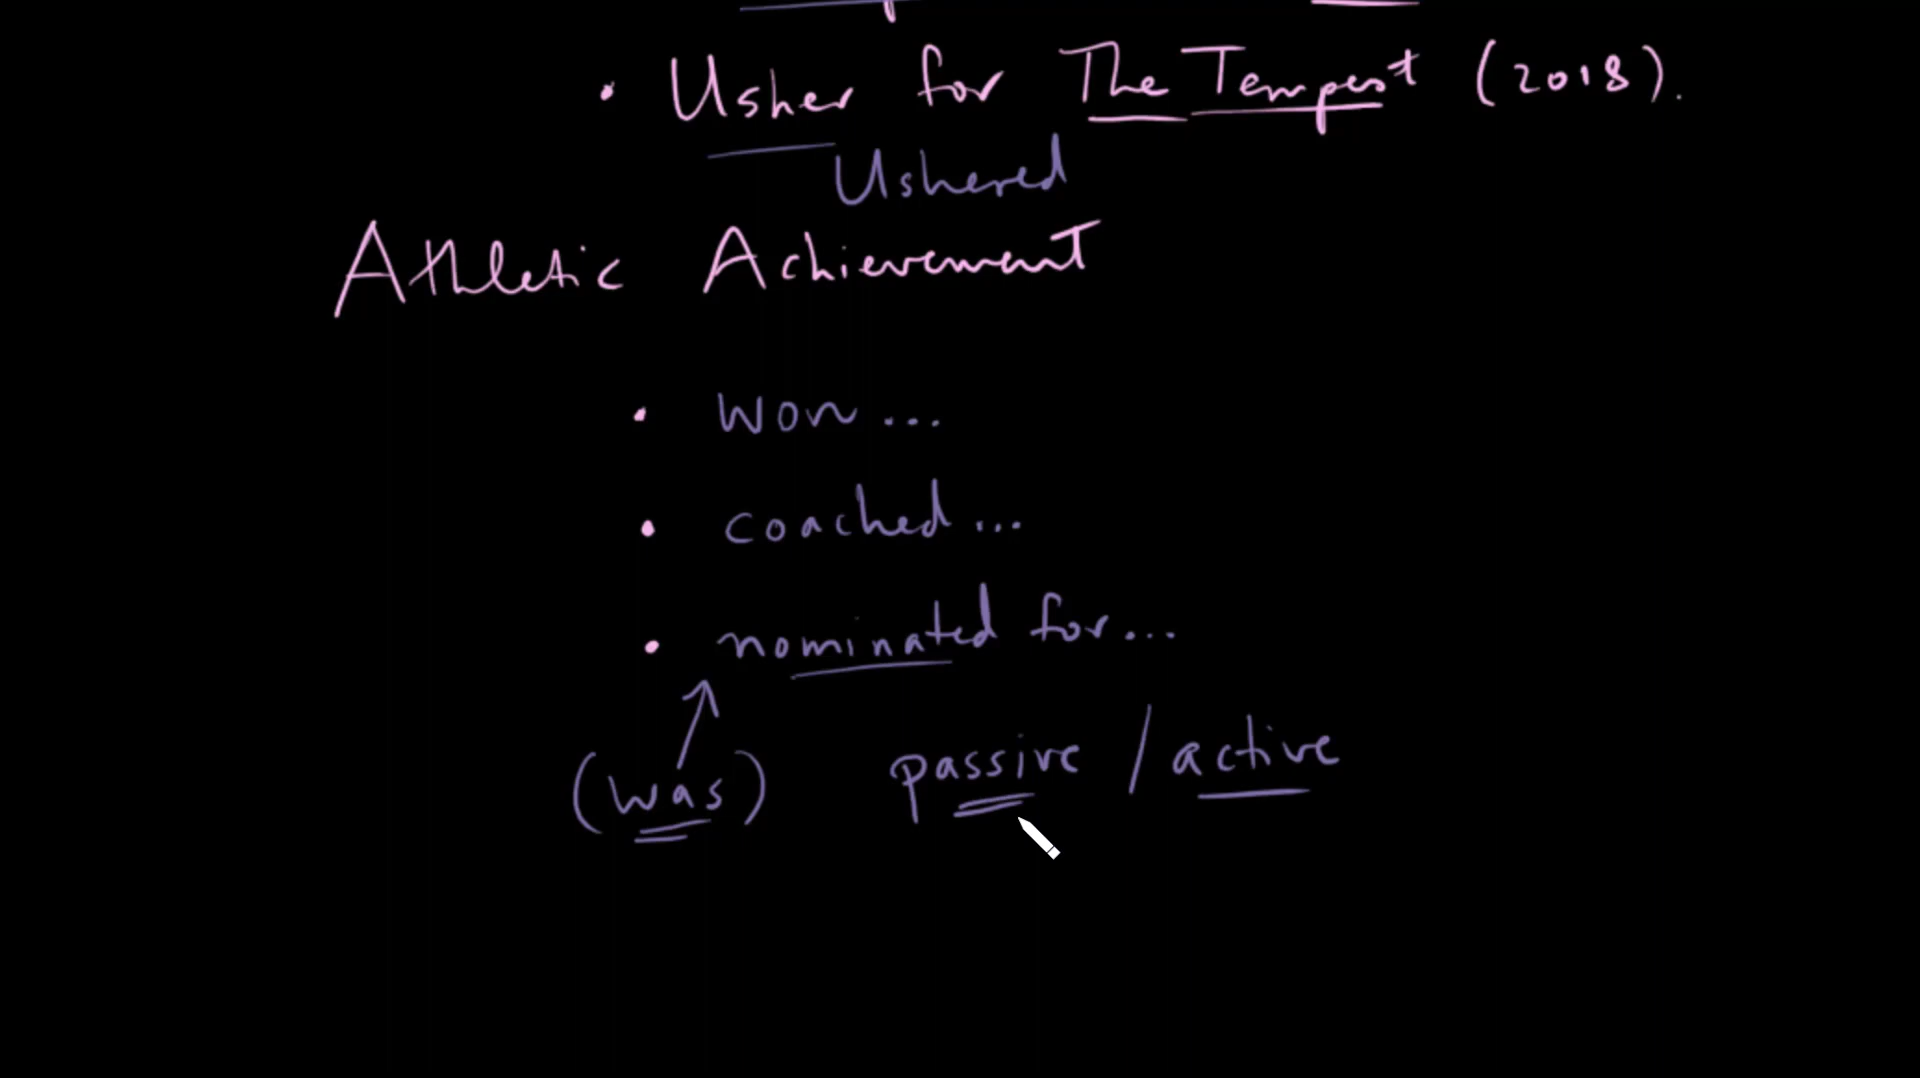 • Usher for The Tempest (2018).
Ushered
Athletic Achievement
• won...
• coached...
• nominated for...
(was) passive / active